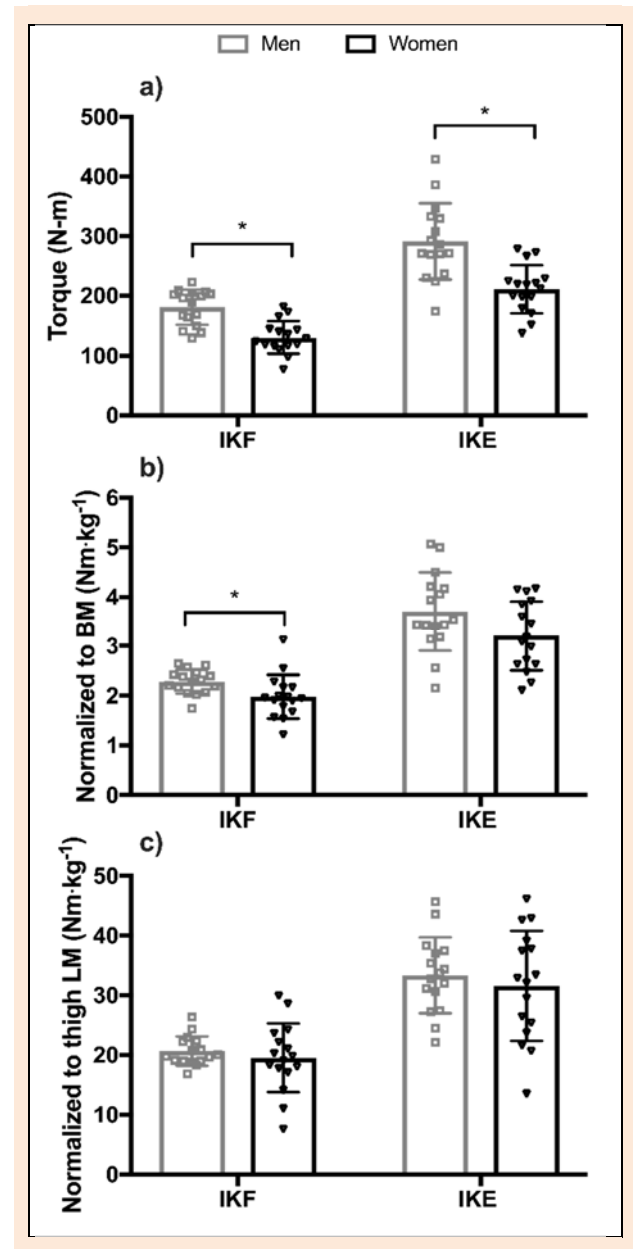 Men Women
a)
Torque (N-m)
500
400
300
200
100
0
*
*
IKF IKE
b)
Normalized to BM (Nm·kg⁻¹)
6
5
4
3
2
1
0
*
IKF IKE
c)
Normalized to thigh LM (Nm·kg⁻¹)
50
40
30
20
10
0
IKF IKE